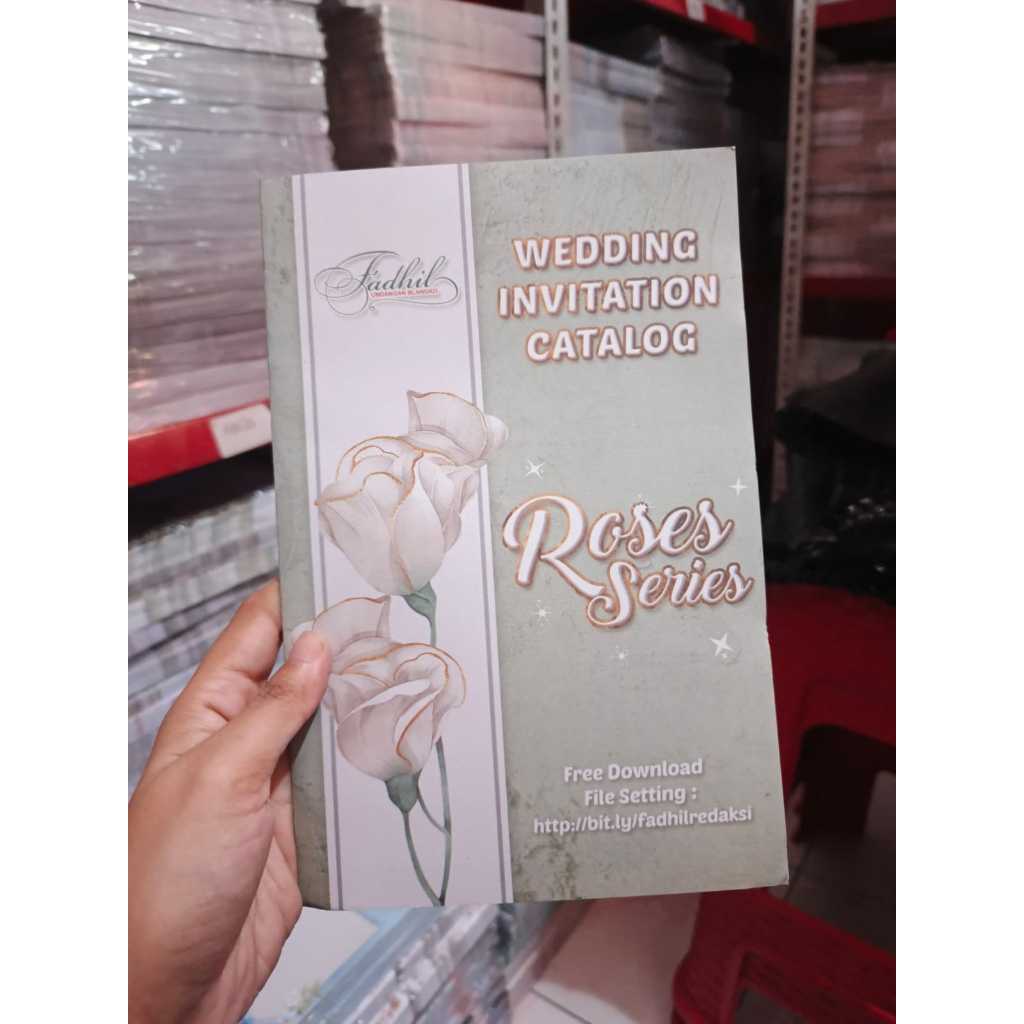 Fadhil
UNDANGAN BLANGKO
WEDDING
INVITATION
CATALOG
Roses
Series
Free Download
File Setting :
http://bit.ly/fadhilredaksi